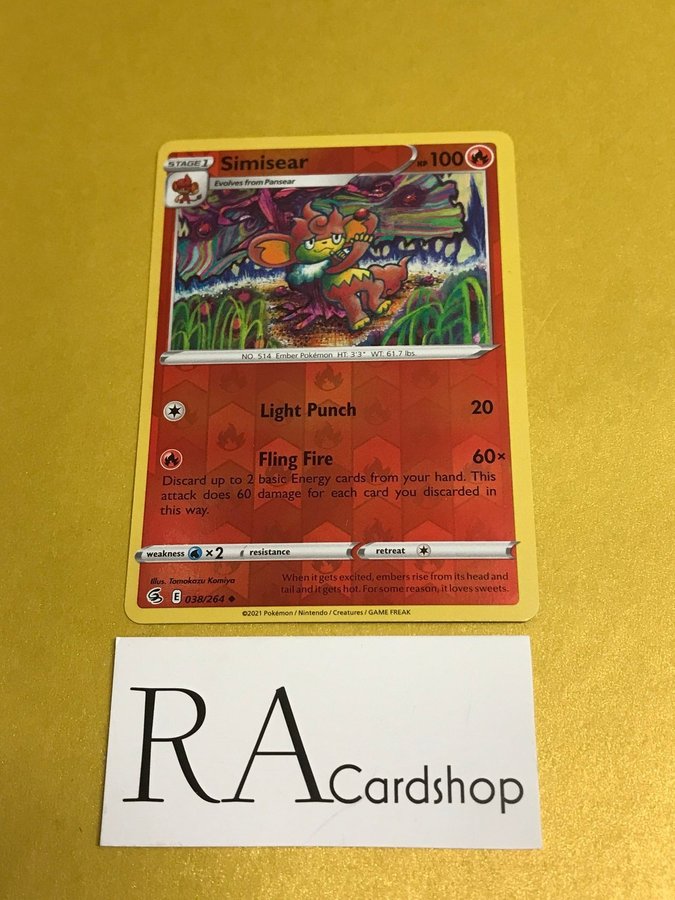 STAGE 1
Simisear
HP 100
Evolves from Pansear
NO. 514 Ember Pokémon HT: 3'3" WT: 61.7 lbs.
Light Punch 20
Fling Fire 60×
Discard up to 2 basic Energy cards from your hand. This
attack does 60 damage for each card you discarded in
this way.
weakness ×2 resistance retreat
Illus. Tomokazu Komiya
When it gets excited, embers rise from its head and
tail and it gets hot. For some reason, it loves sweets.
E 038/264
©2021 Pokémon / Nintendo / Creatures / GAME FREAK
RA Cardshop